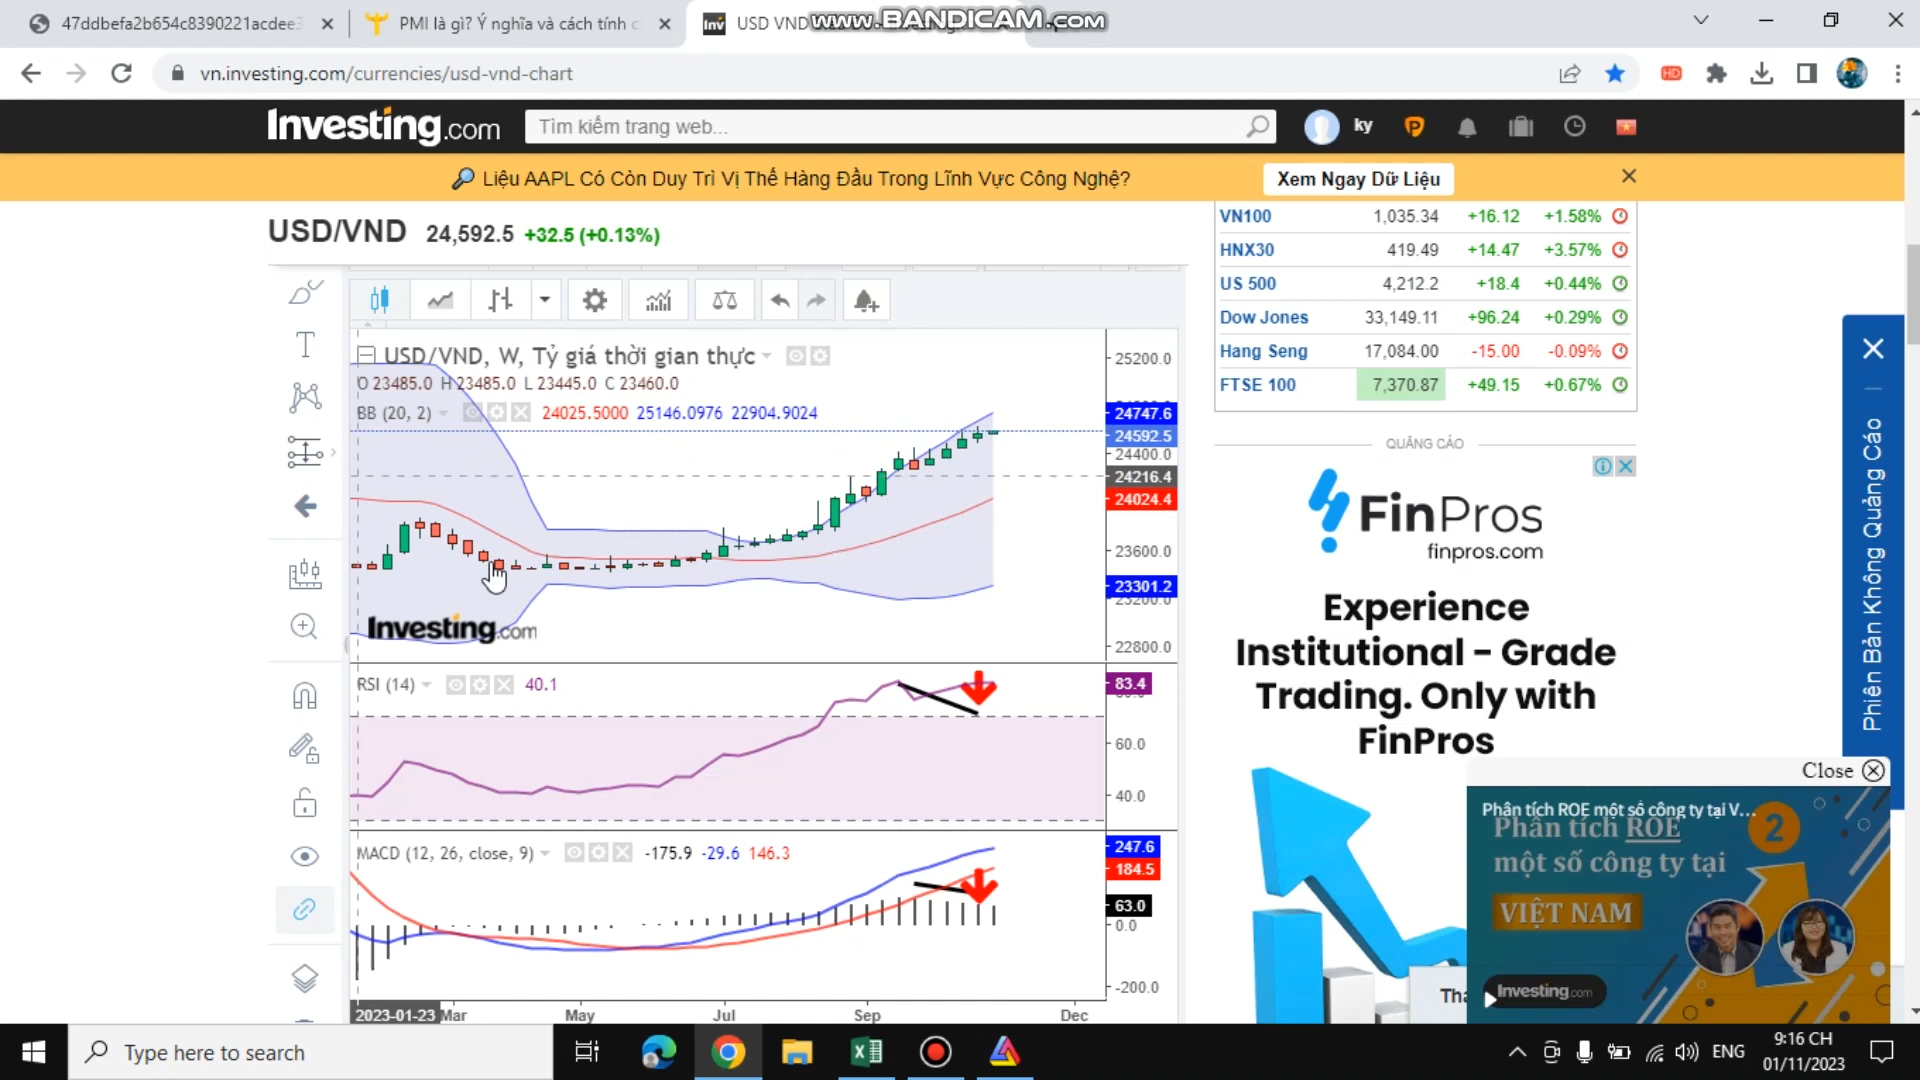 47ddbefa2b654c8390221acdee3
PMI là gì? Ý nghĩa và cách tính c
USD VND
www.BANDICAM.com
vn.investing.com/currencies/usd-vnd-chart
HD
Investing.com
Tìm kiếm trang web...
ky
Liệu AAPL Có Còn Duy Trì Vị Thế Hàng Đầu Trong Lĩnh Vực Công Nghệ?
Xem Ngay Dữ Liệu
USD/VND 24,592.5 +32.5 (+0.13%)
VN100 1,035.34 +16.12 +1.58%
HNX30 419.49 +14.47 +3.57%
US 500 4,212.2 +18.4 +0.44%
Dow Jones 33,149.11 +96.24 +0.29%
Hang Seng 17,084.00 -15.00 -0.09%
FTSE 100 7,370.87 +49.15 +0.67%
USD/VND, W, Tỷ giá thời gian thực
O 23485.0 H 23485.0 L 23445.0 C 23460.0
BB (20, 2) 24025.5000 25146.0976 22904.9024
25200.0
24747.6
24592.5
24400.0
24216.4
24024.4
23600.0
23301.2
23200.0
22800.0
Investing.com
RSI (14) 40.1
83.4
60.0
40.0
MACD (12, 26, close, 9) -175.9 -29.6 146.3
247.6
184.5
63.0
0.0
-200.0
2023-01-23 Mar May Jul Sep Dec
QUẢNG CÁO
FinPros
finpros.com
Experience
Institutional - Grade
Trading. Only with
FinPros
Tha
Phiên Bản Không Quảng Cáo
Close
Phân tích ROE một số công ty tại V...
Phân tích ROE
một số công ty tại
VIỆT NAM
2
Investing.com
Type here to search
ENG
9:16 CH
01/11/2023